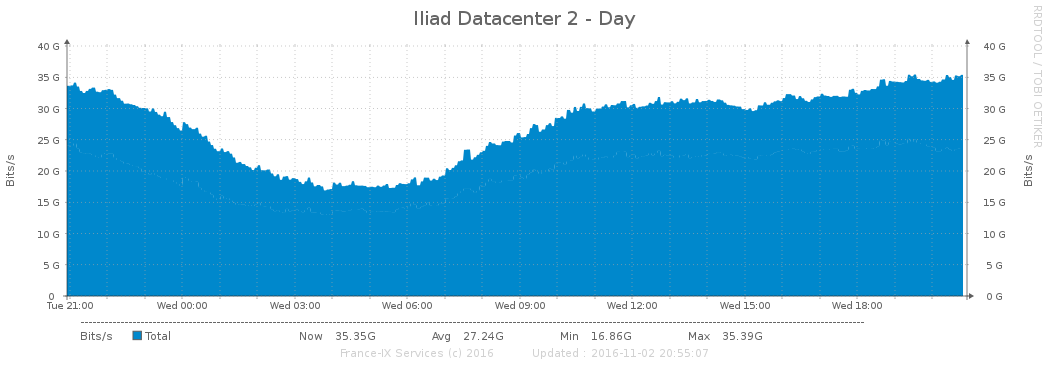 Iliad Datacenter 2 - Day
RRDTOOL / TOBI OETIKER
40 G 40 G
35 G 35 G
30 G 30 G
25 G 25 G
20 G 20 G
15 G 15 G
10 G 10 G
5 G 5 G
0 0 G
Bits/s
Bits/s
Tue 21:00 Wed 00:00 Wed 03:00 Wed 06:00 Wed 09:00 Wed 12:00 Wed 15:00 Wed 18:00
Bits/s Total Now 35.35G Avg 27.24G Min 16.86G Max 35.39G
France-IX Services (c) 2016 Updated : 2016-11-02 20:55:07